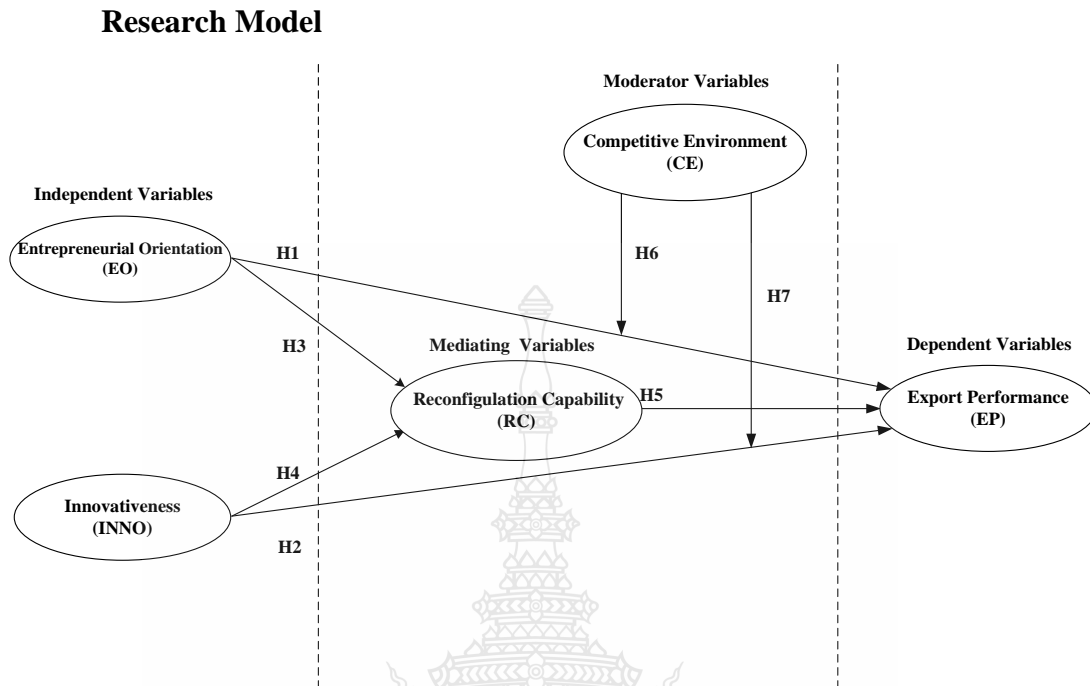 Research Model
Moderator Variables
Competitive Environment
(CE)
Independent Variables
Entrepreneurial Orientation
(EO)
H1
H6
H7
H3
Mediating Variables
Dependent Variables
Reconfigulation Capability
(RC)
H5
Export Performance
(EP)
H4
Innovativeness
(INNO)
H2